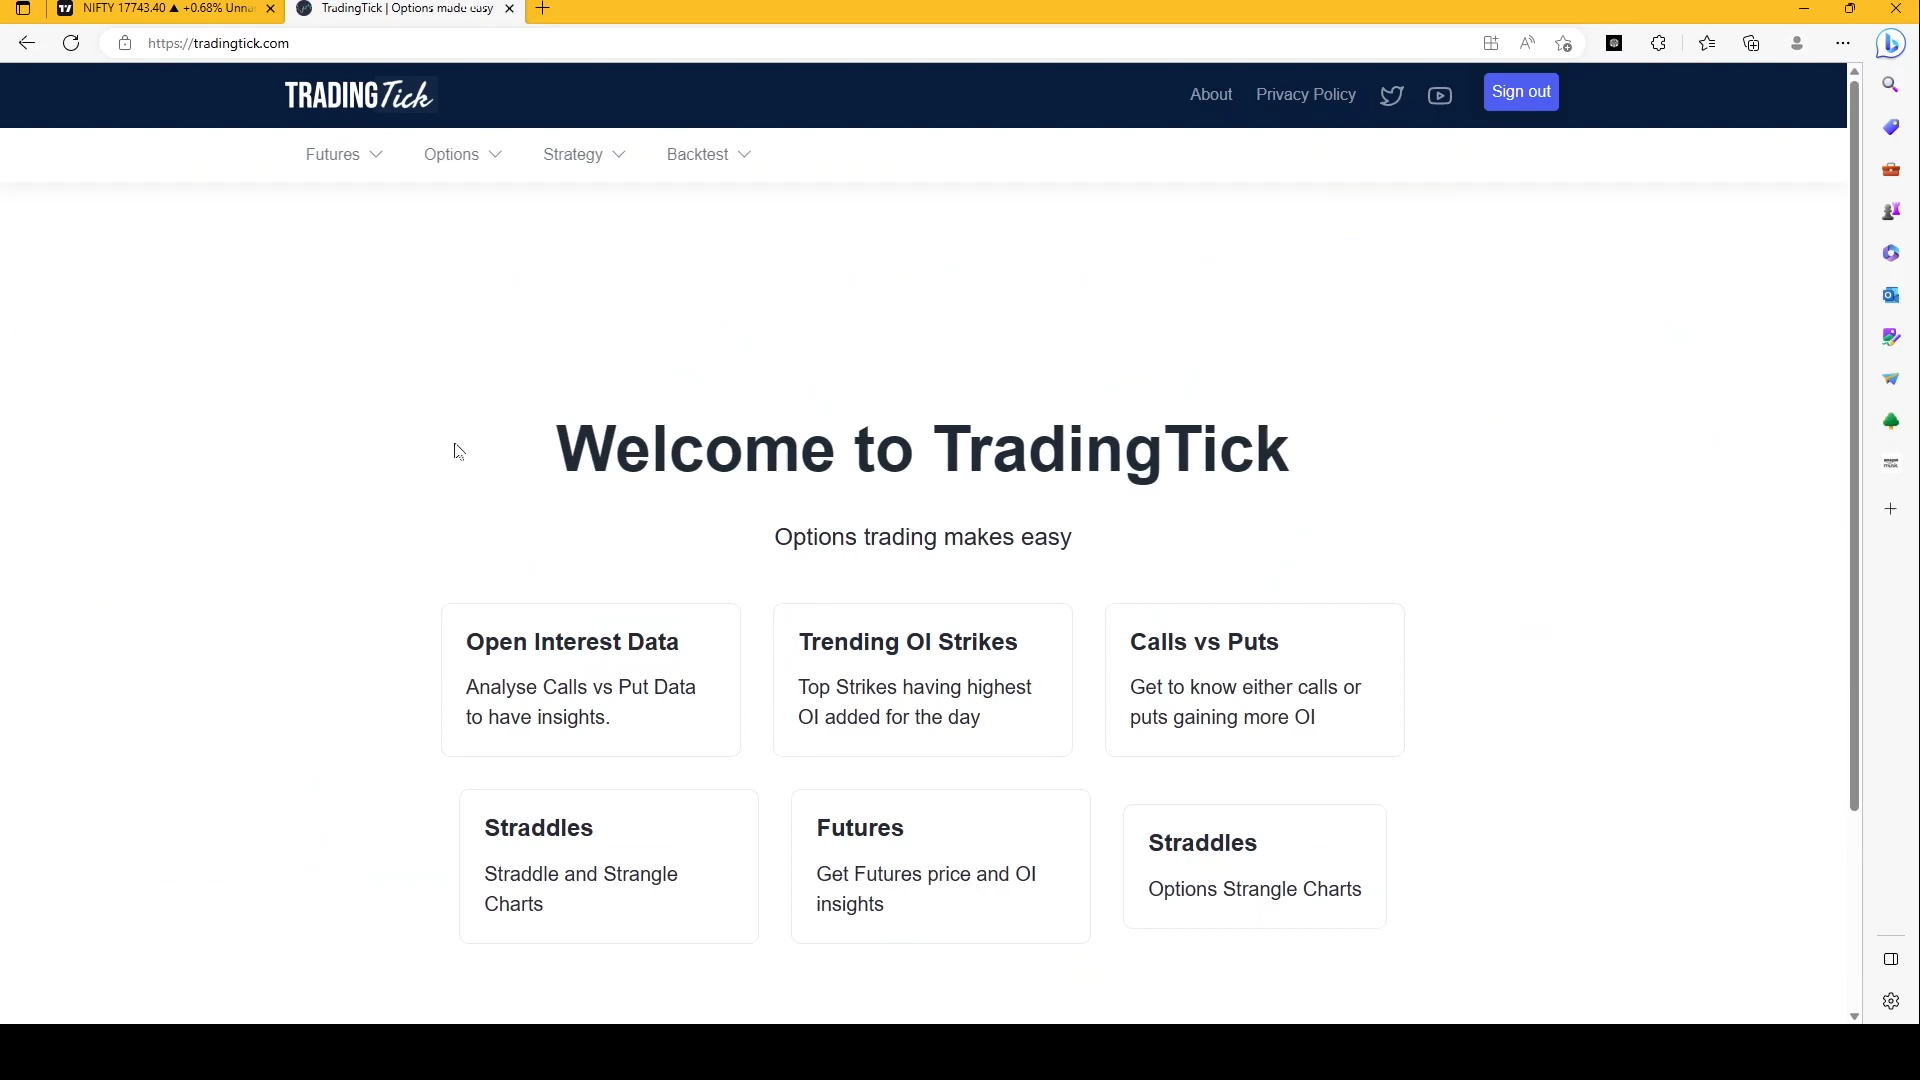 NIFTY 17743.40 ▲ +0.68% Unna
TradingTick | Options made easy
https://tradingtick.com
TRADINGTick
About
Privacy Policy
Sign out
Futures
Options
Strategy
Backtest
Welcome to TradingTick
Options trading makes easy
Open Interest Data
Analyse Calls vs Put Data
to have insights.
Trending OI Strikes
Top Strikes having highest
OI added for the day
Calls vs Puts
Get to know either calls or
puts gaining more OI
Straddles
Straddle and Strangle
Charts
Futures
Get Futures price and OI
insights
Straddles
Options Strangle Charts